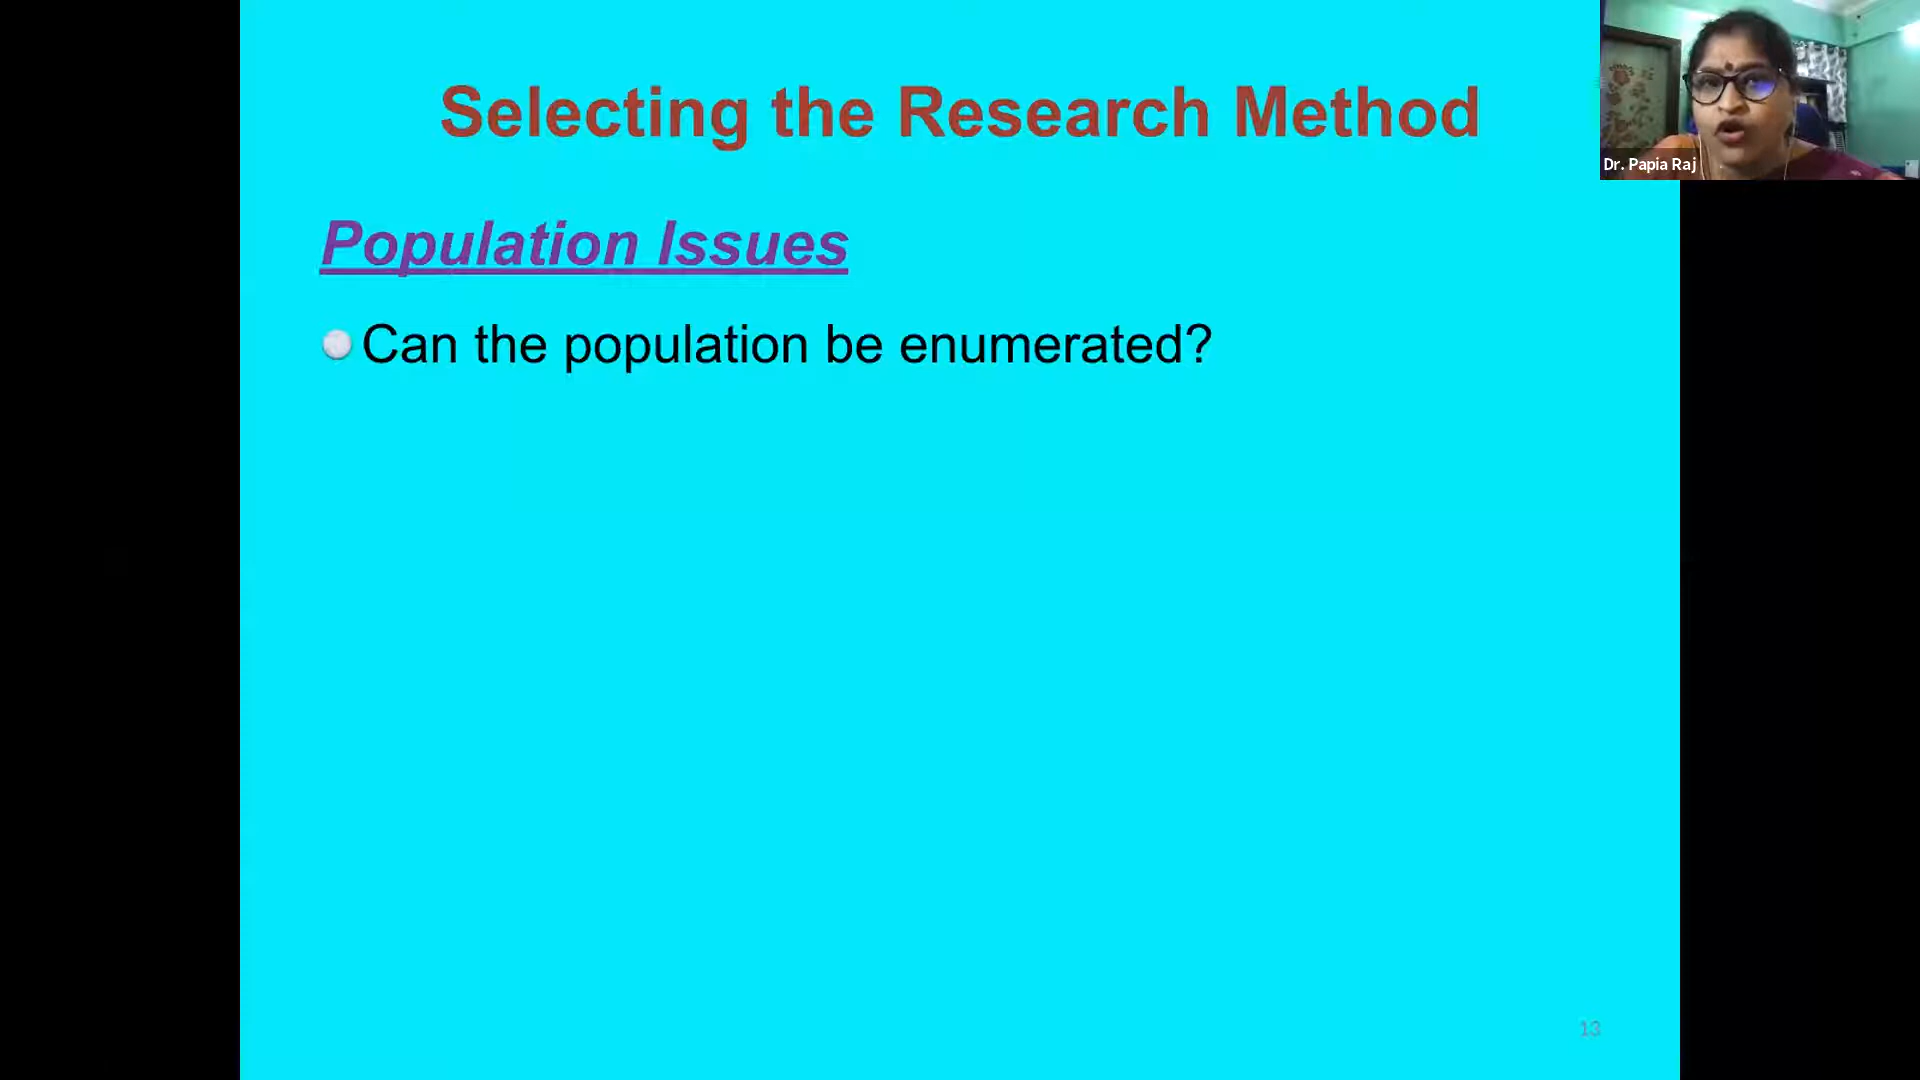 Selecting the Research Method
Dr. Papia Raj
Population Issues
Can the population be enumerated?
13